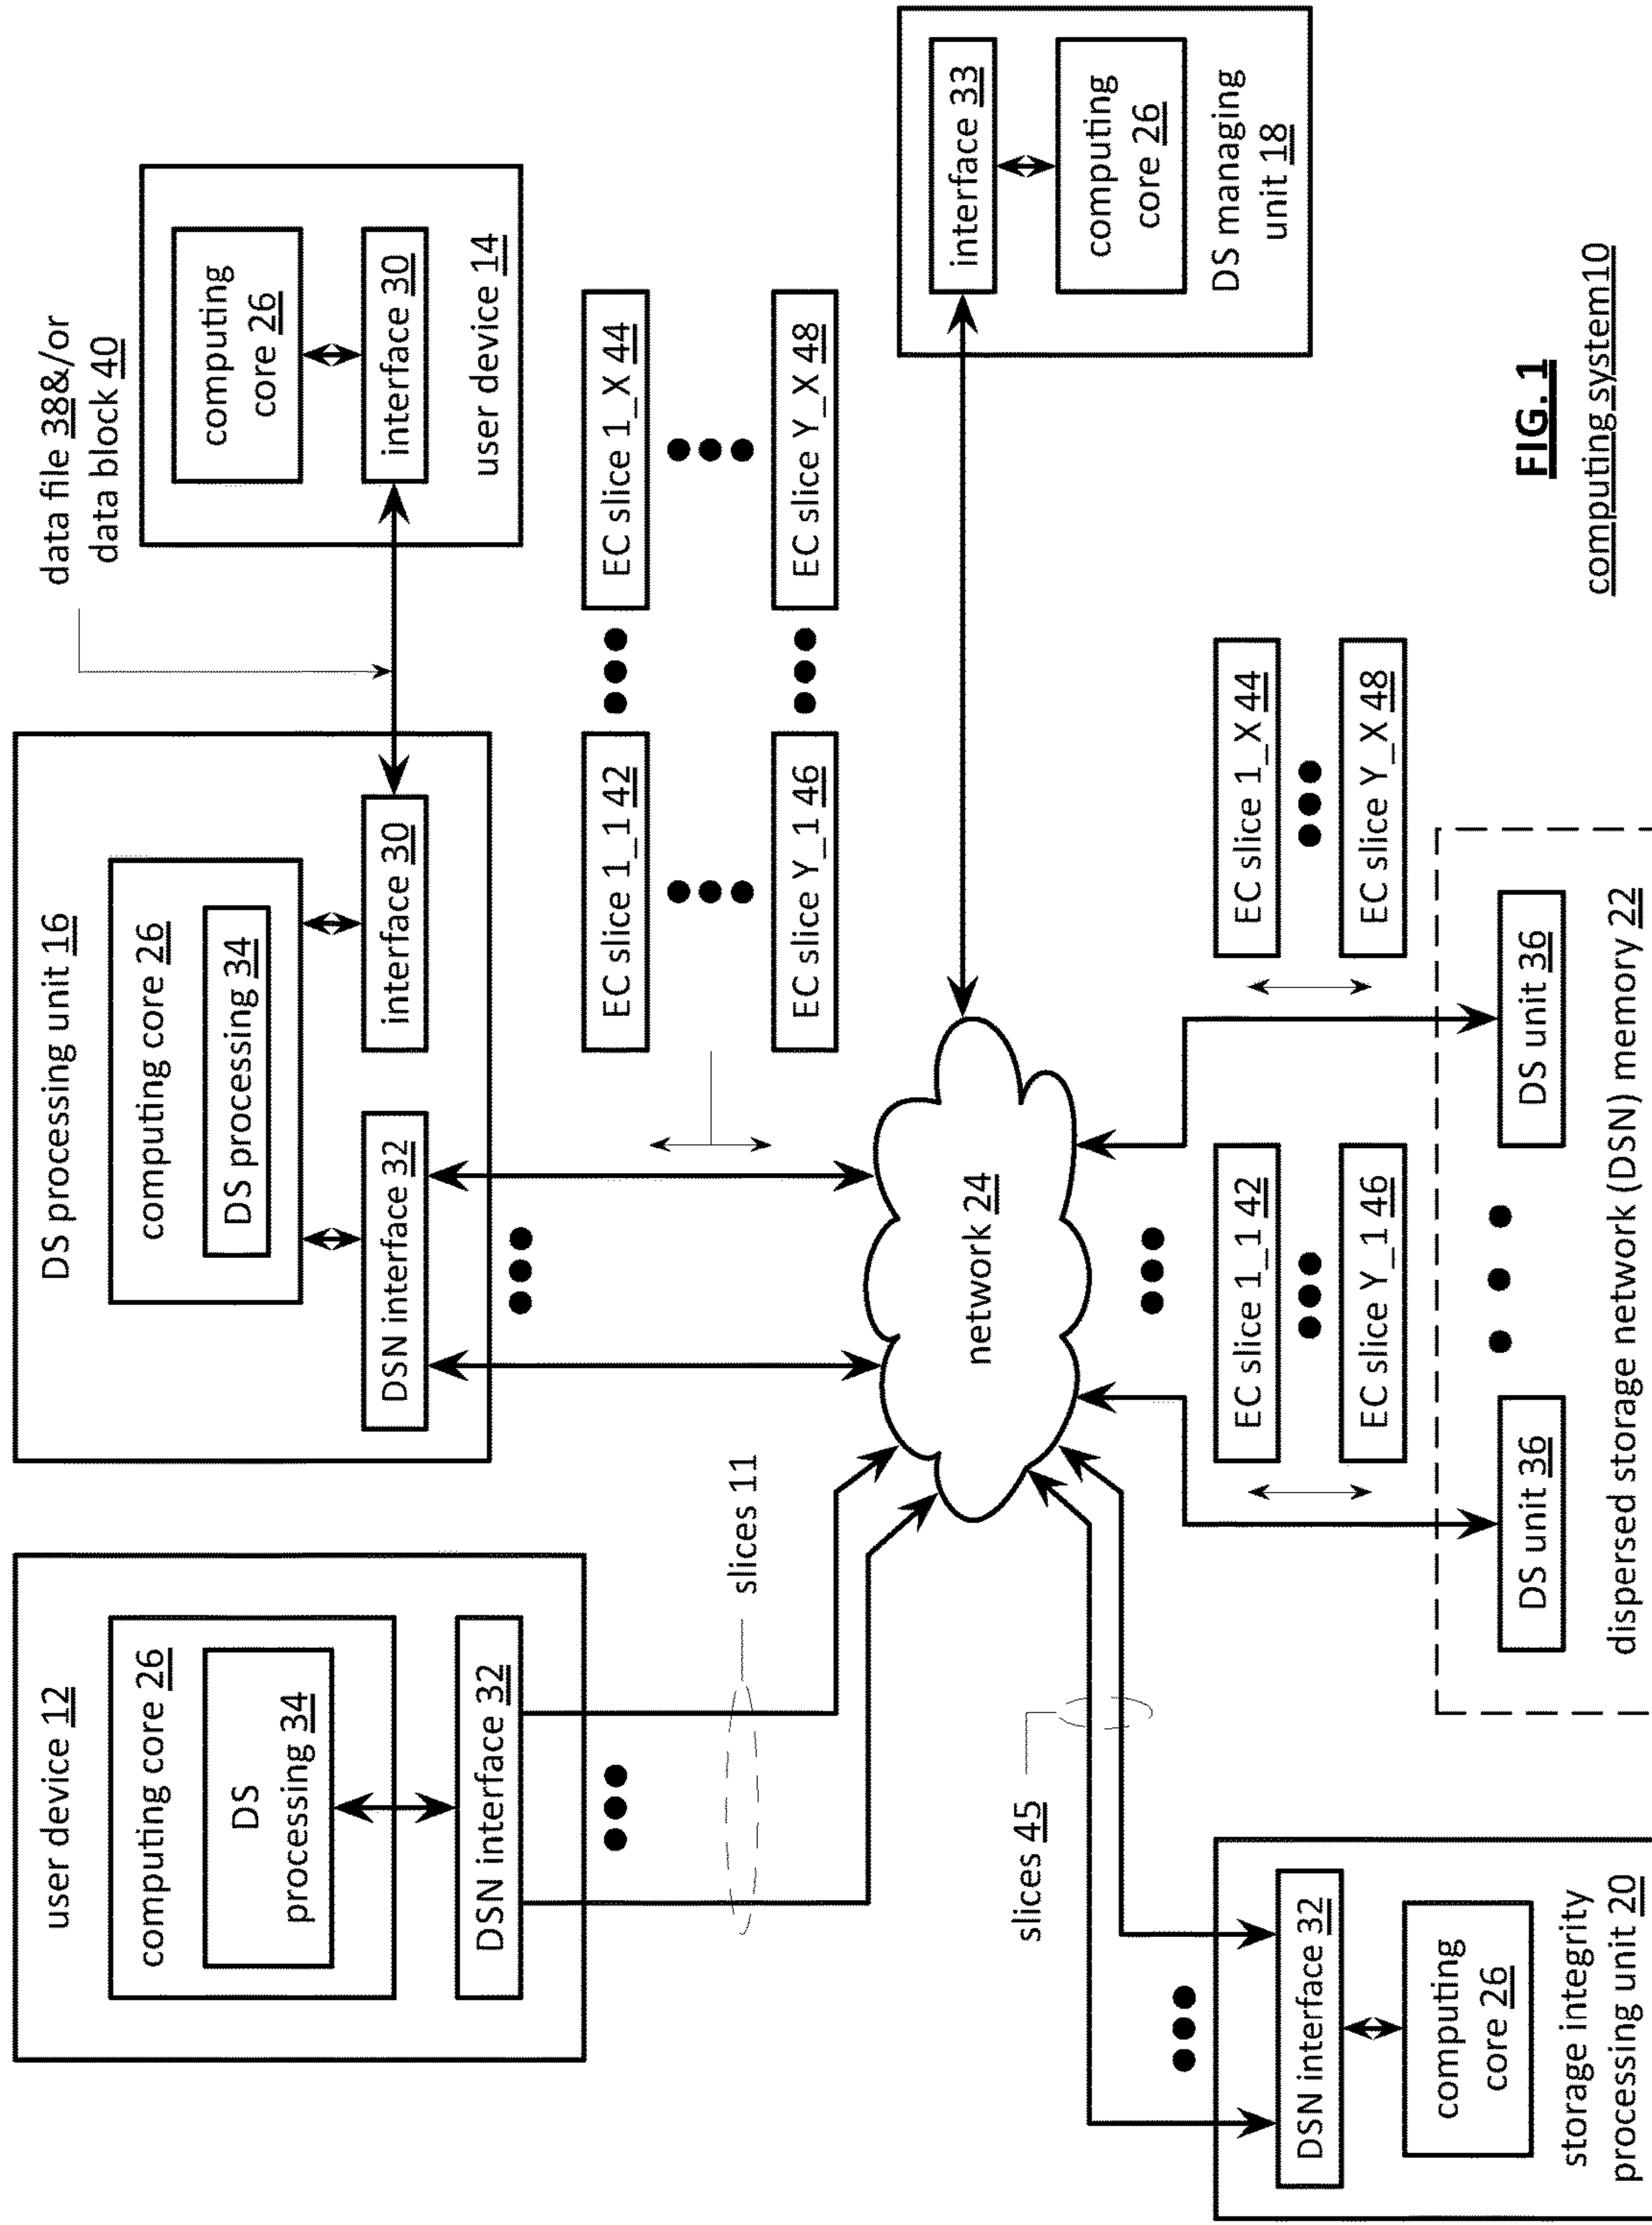 user device 12
computing core 26
DS
processing 34
DSN interface 32
slices 11
DS processing unit 16
computing core 26
DS processing 34
DSN interface 32
interface 30
data file 38&/or
data block 40
computing
core 26
interface 30
user device 14
EC slice 1_1 42
EC slice 1_X 44
EC slice Y_1 46
EC slice Y_X 48
network 24
interface 33
computing
core 26
DS managing
unit 18
slices 45
DSN interface 32
computing
core 26
storage integrity
processing unit 20
EC slice 1_1 42
EC slice Y_1 46
EC slice 1_X 44
EC slice Y_X 48
DS unit 36
DS unit 36
dispersed storage network (DSN) memory 22
FIG. 1
computing system10